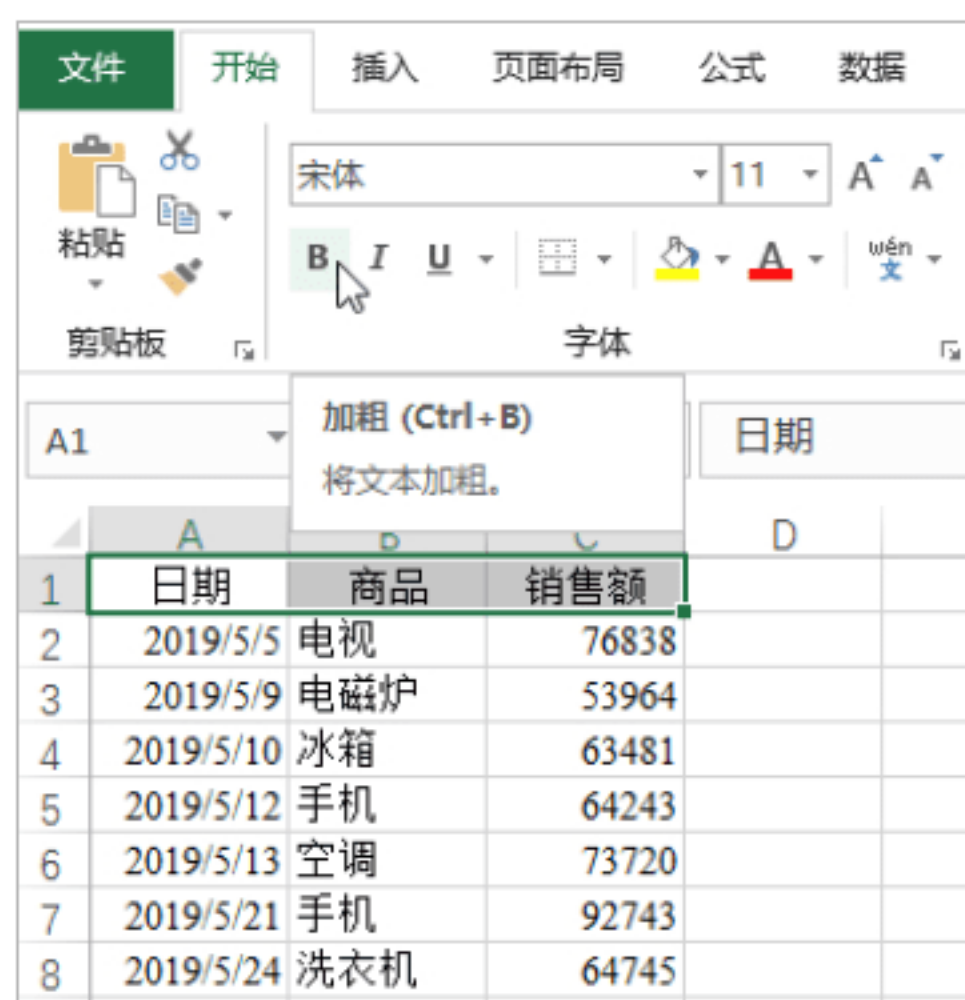 文件 开始 插入 页面布局 公式 数据
宋体 11 A A
粘贴 B I U A wén 文
剪贴板 字体
加粗 (Ctrl+B)
将文本加粗。
A1 日期
A B C D
1 日期 商品 销售额
2 2019/5/5 电视 76838
3 2019/5/9 电磁炉 53964
4 2019/5/10 冰箱 63481
5 2019/5/12 手机 64243
6 2019/5/13 空调 73720
7 2019/5/21 手机 92743
8 2019/5/24 洗衣机 64745